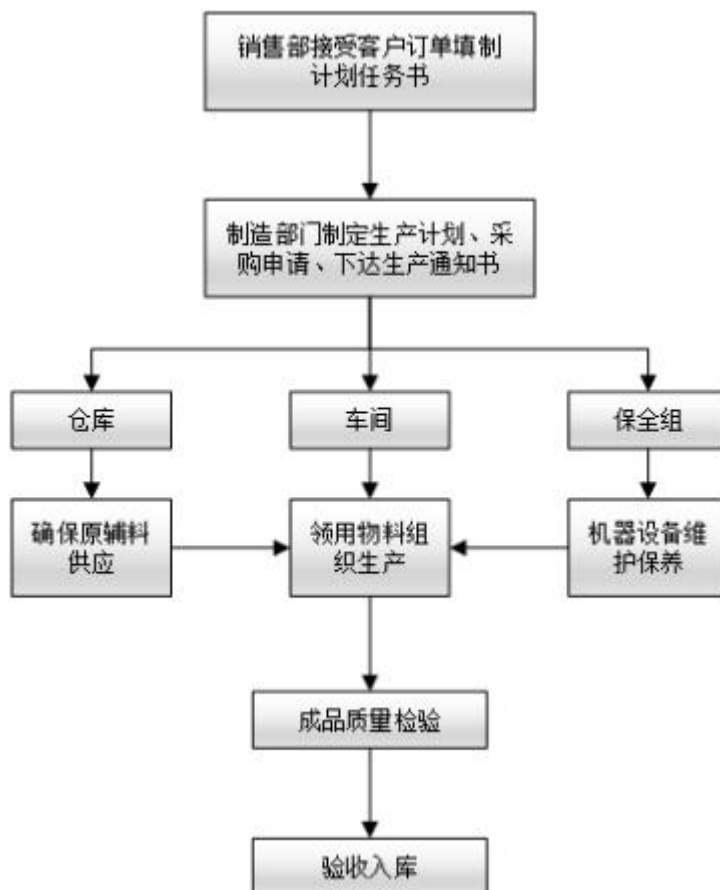 销售部接受客户订单填制
计划任务书
制造部门制定生产计划、采
购申请、下达生产通知书
仓库
车间
保全组
确保原辅料
供应
领用物料组
织生产
机器设备维
护保养
成品质量检验
验收入库